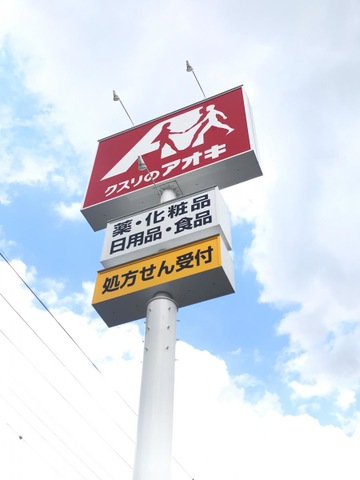 クスリのアオキ
薬・化粧品
日用品・食品
処方せん受付